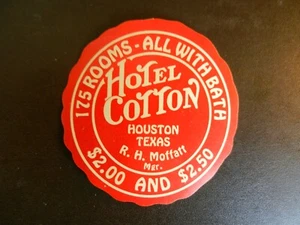 175 ROOMS - ALL WITH BATH
HOTEL
COTTON
HOUSTON
TEXAS
R. H. Moffatt
Mgr.
$2.00 AND $2.50